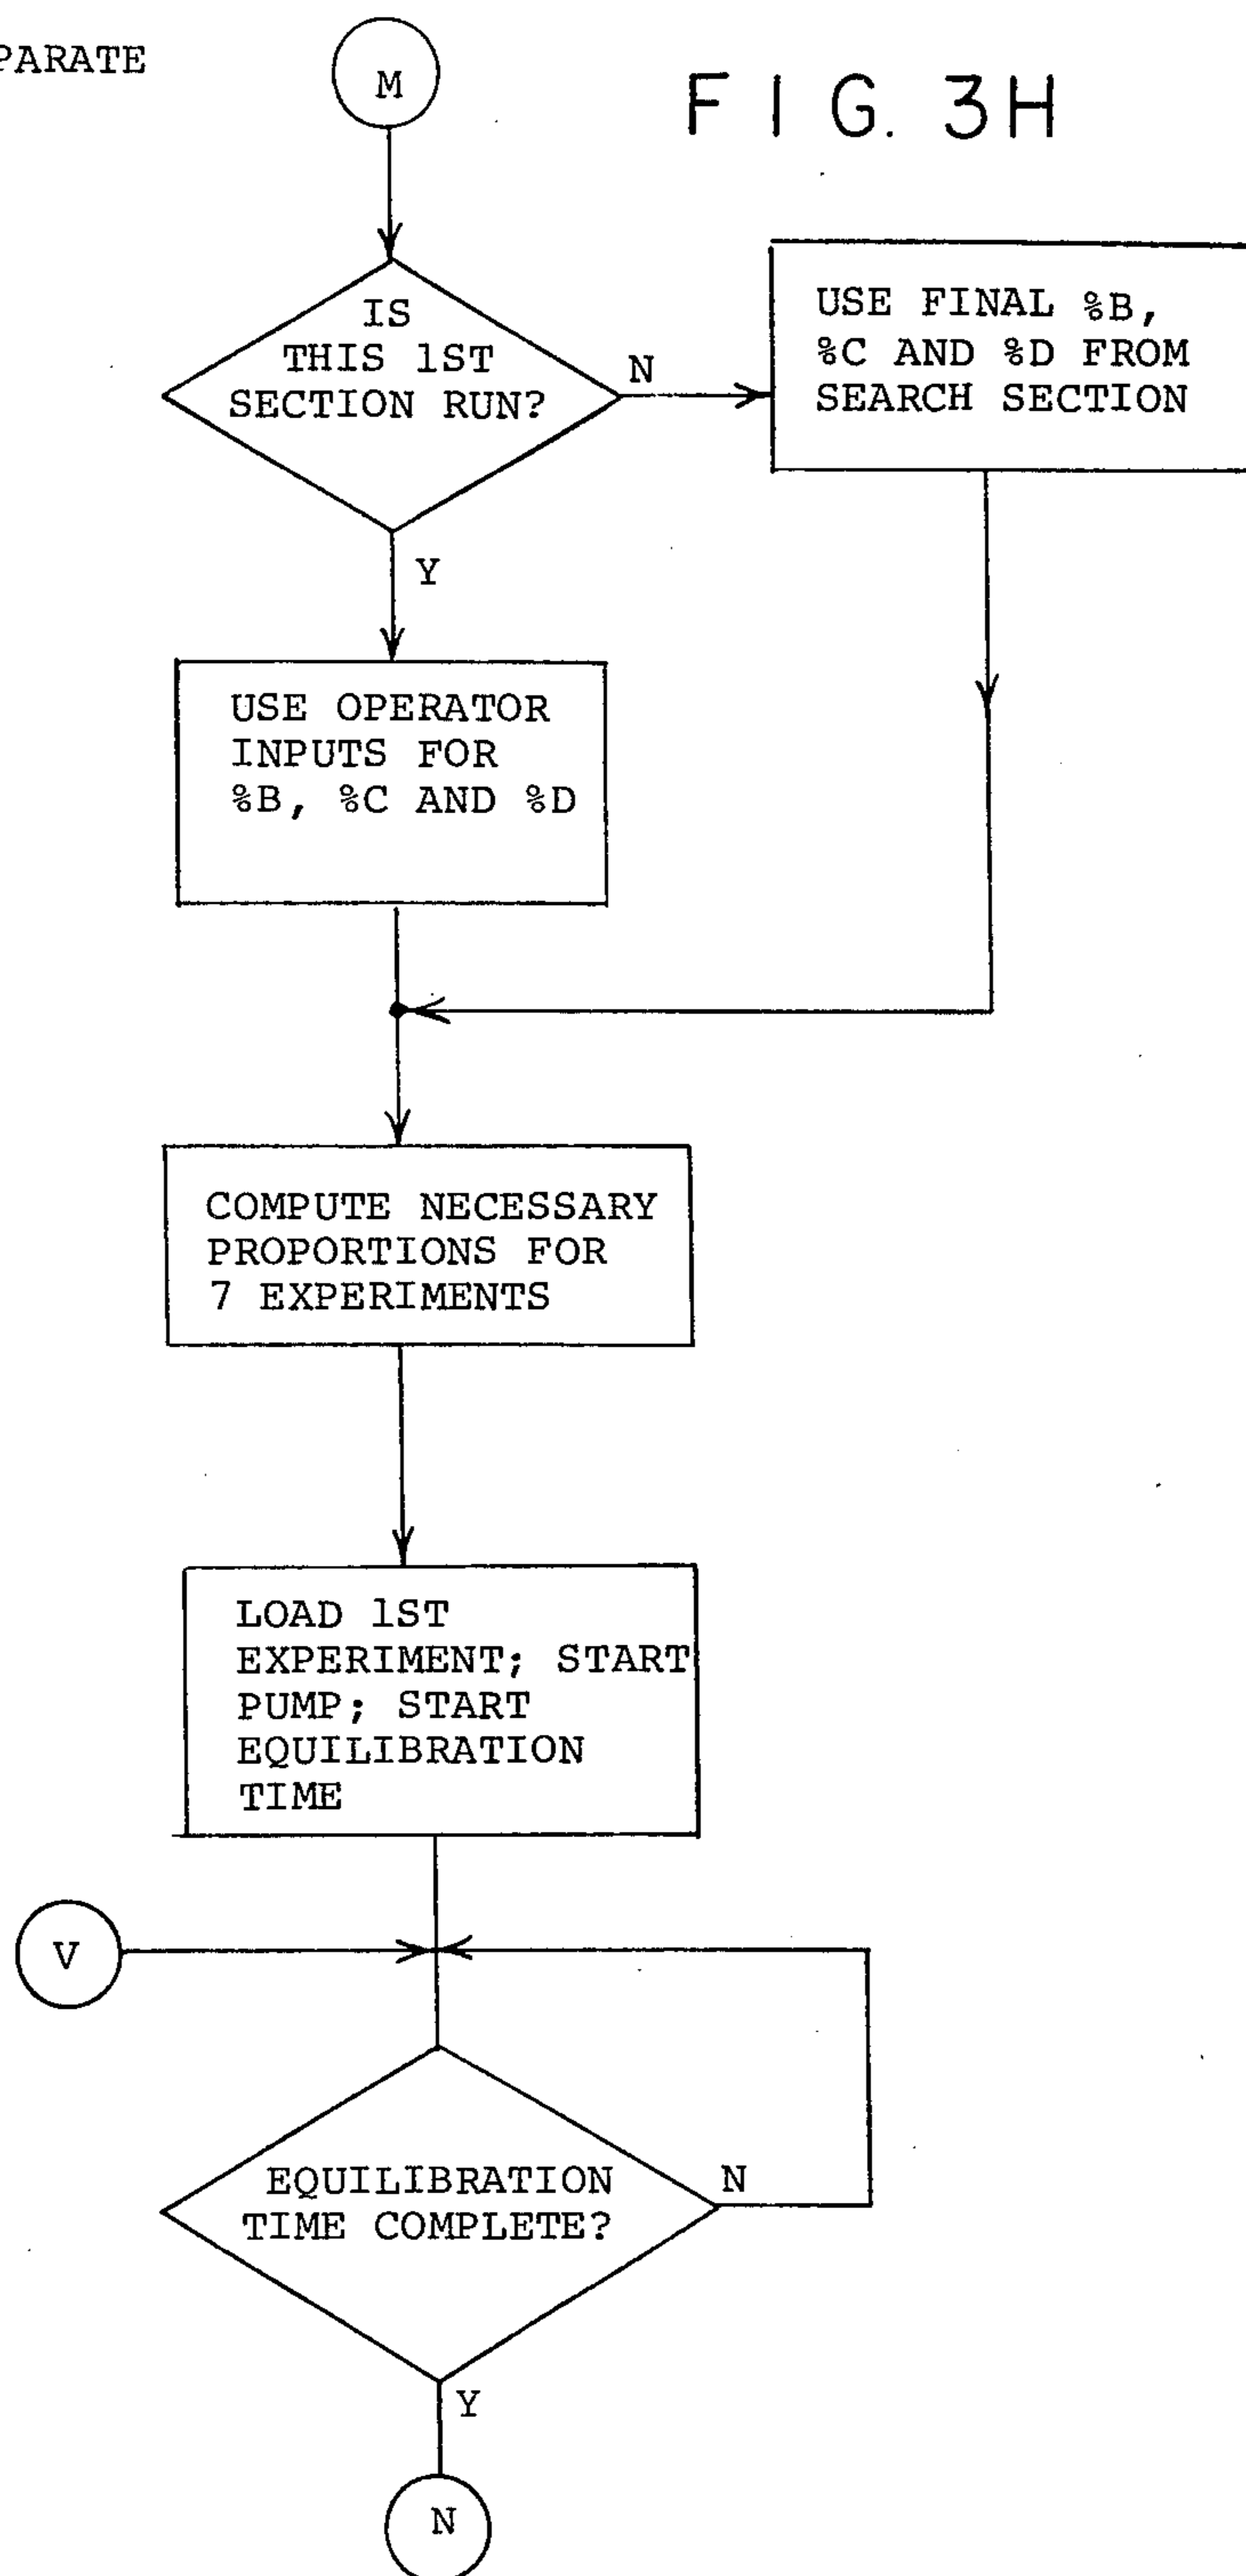 M
FIG. 3H
IS
THIS 1ST
SECTION RUN?
N
USE FINAL %B,
%C AND %D FROM
SEARCH SECTION
Y
USE OPERATOR
INPUTS FOR
%B, %C AND %D
COMPUTE NECESSARY
PROPORTIONS FOR
7 EXPERIMENTS
LOAD 1ST
EXPERIMENT; START
PUMP; START
EQUILIBRATION
TIME
V
EQUILIBRATION
TIME COMPLETE?
N
Y
N